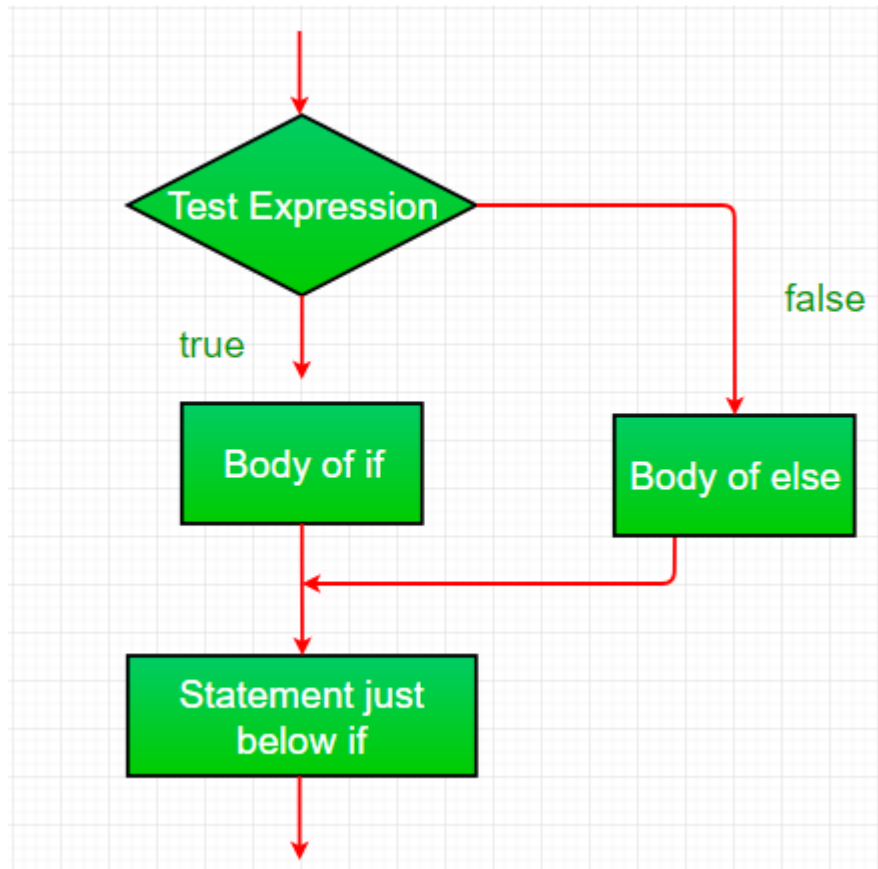 Test Expression
false
true
Body of if
Body of else
Statement just
below if